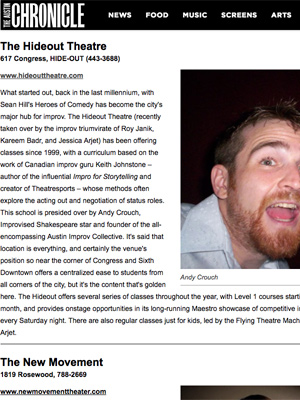 THE AUSTIN
CHRONICLE
NEWS FOOD MUSIC SCREENS ARTS
The Hideout Theatre
617 Congress, HIDE-OUT (443-3688)
www.hideouttheatre.com
What started out, back in the last millennium, with
Sean Hill's Heroes of Comedy has become the city's
major hub for improv. The Hideout Theatre (recently
taken over by the improv triumvirate of Roy Janik,
Kareem Badr, and Jessica Arjet) has been offering
classes since 1999, with a curriculum based on the
work of Canadian improv guru Keith Johnstone –
author of the influential Impro for Storytelling and
creator of Theatresports – whose methods often
explore the acting out and negotiation of status roles.
This school is presided over by Andy Crouch,
Improvised Shakespeare star and founder of the all-
encompassing Austin Improv Collective. It's said that
location is everything, and certainly the venue's
position so near the corner of Congress and Sixth
Downtown offers a centralized ease to students from
all corners of the city, but it's the content that's golden
Andy Crouch
here. The Hideout offers several series of classes throughout the year, with Level 1 courses starti
month, and provides onstage opportunities in its long-running Maestro showcase of competitive i
every Saturday night. There are also regular classes just for kids, led by the Flying Theatre Mach
Arjet.
The New Movement
1819 Rosewood, 788-2669
www.newmovementtheater.com